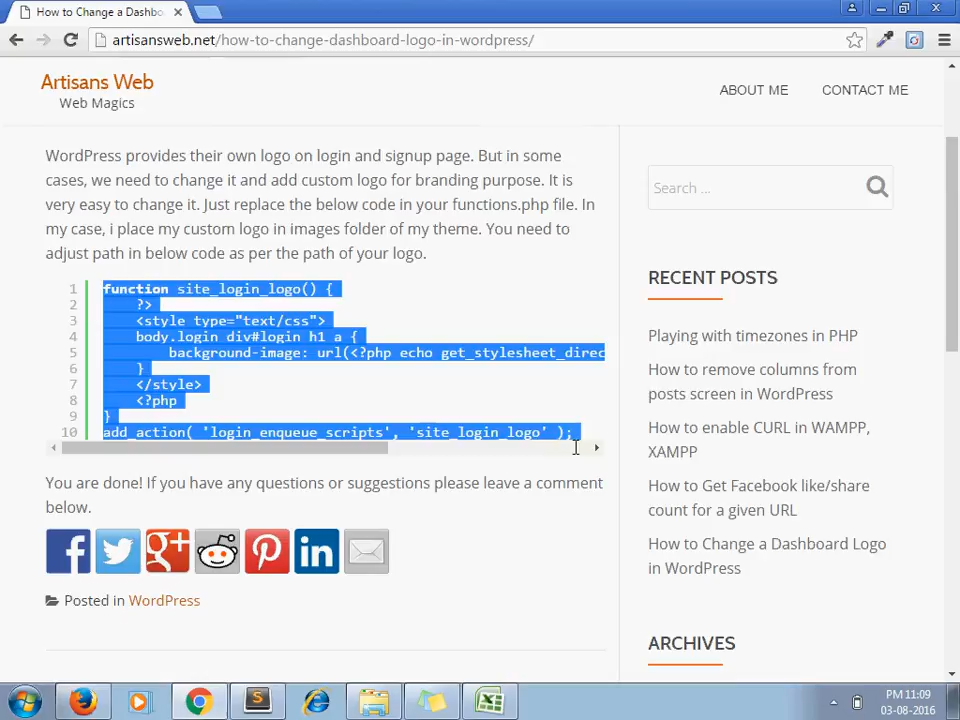 How to Change a Dashbo
artisansweb.net/how-to-change-dashboard-logo-in-wordpress/
Artisans Web
Web Magics
ABOUT ME
CONTACT ME
WordPress provides their own logo on login and signup page. But in some
cases, we need to change it and add custom logo for branding purpose. It is
very easy to change it. Just replace the below code in your functions.php file. In
my case, i place my custom logo in images folder of my theme. You need to
adjust path in below code as per the path of your logo.
1 function site_login_logo() {
2 ?>
3 <style type="text/css">
4 body.login div#login h1 a {
5 background-image: url(<?php echo get_stylesheet_direc
6 }
7 </style>
8 <?php
9 }
10 add_action( 'login_enqueue_scripts', 'site_login_logo' );
You are done! If you have any questions or suggestions please leave a comment
below.
Posted in WordPress
Search ...
RECENT POSTS
Playing with timezones in PHP
How to remove columns from
posts screen in WordPress
How to enable CURL in WAMPP,
XAMPP
How to Get Facebook like/share
count for a given URL
How to Change a Dashboard Logo
in WordPress
ARCHIVES
PM 11:09
03-08-2016